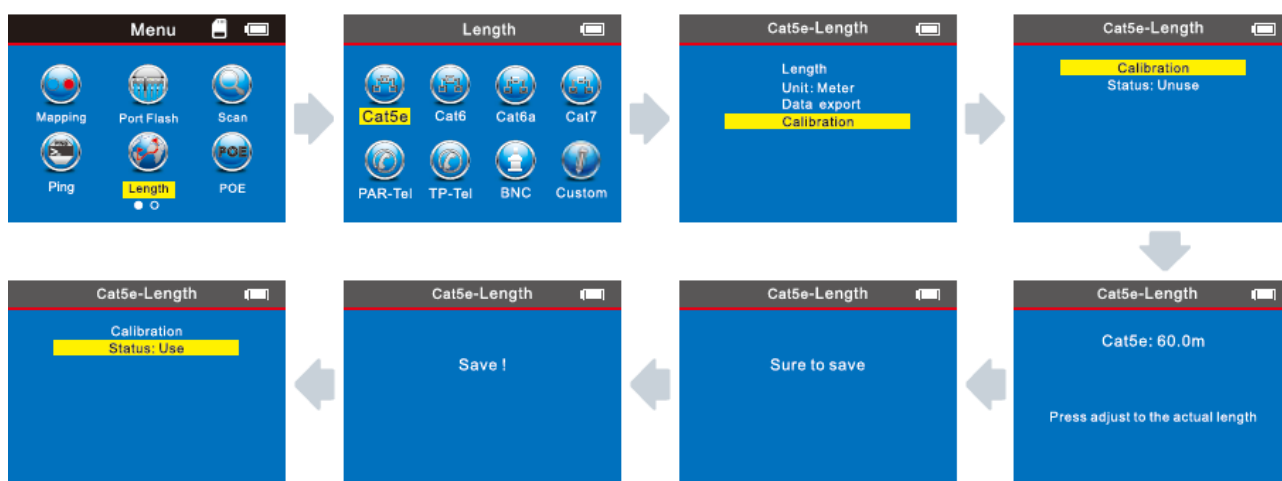 Menu
Mapping
Port Flash
Scan
Ping
Length
POE
POE
Length
Cat5e
Cat6
Cat6a
Cat7
PAR-Tel
TP-Tel
BNC
Custom
Cat5e-Length
Length
Unit: Meter
Data export
Calibration
Cat5e-Length
Calibration
Status: Unuse
Cat5e-Length
Calibration
Status: Use
Cat5e-Length
Save !
Cat5e-Length
Sure to save
Cat5e-Length
Cat5e: 60.0m
Press adjust to the actual length